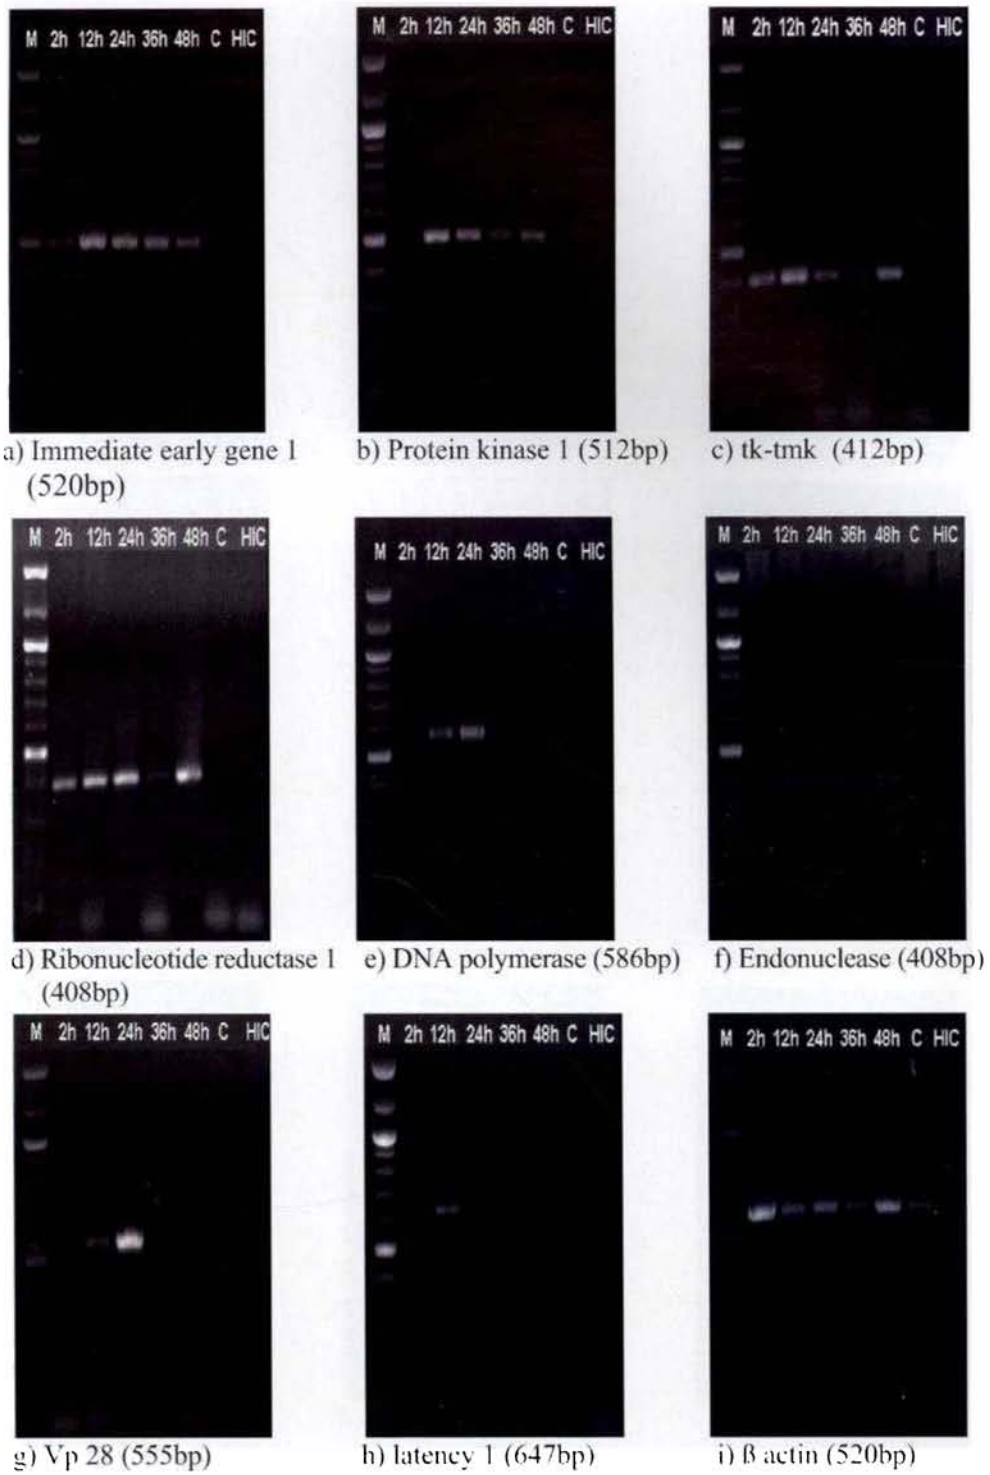 M 2h 12h 24h 36h 48h C HIC
M 2h 12h 24h 36h 48h C HIC
M 2h 12h 24h 36h 48h C HIC
a) Immediate early gene 1
(520bp)
b) Protein kinase 1 (512bp)
c) tk-tmk (412bp)
M 2h 12h 24h 36h 48h C HIC
M 2h 12h 24h 36h 48h C HIC
M 2h 12h 24h 36h 48h C HIC
d) Ribonucleotide reductase 1
(408bp)
e) DNA polymerase (586bp)
f) Endonuclease (408bp)
M 2h 12h 24h 36h 48h C HIC
M 2h 12h 24h 36h 48h C HIC
M 2h 12h 24h 36h 48h C HIC
g) Vp 28 (555bp)
h) latency 1 (647bp)
i) ß actin (520bp)